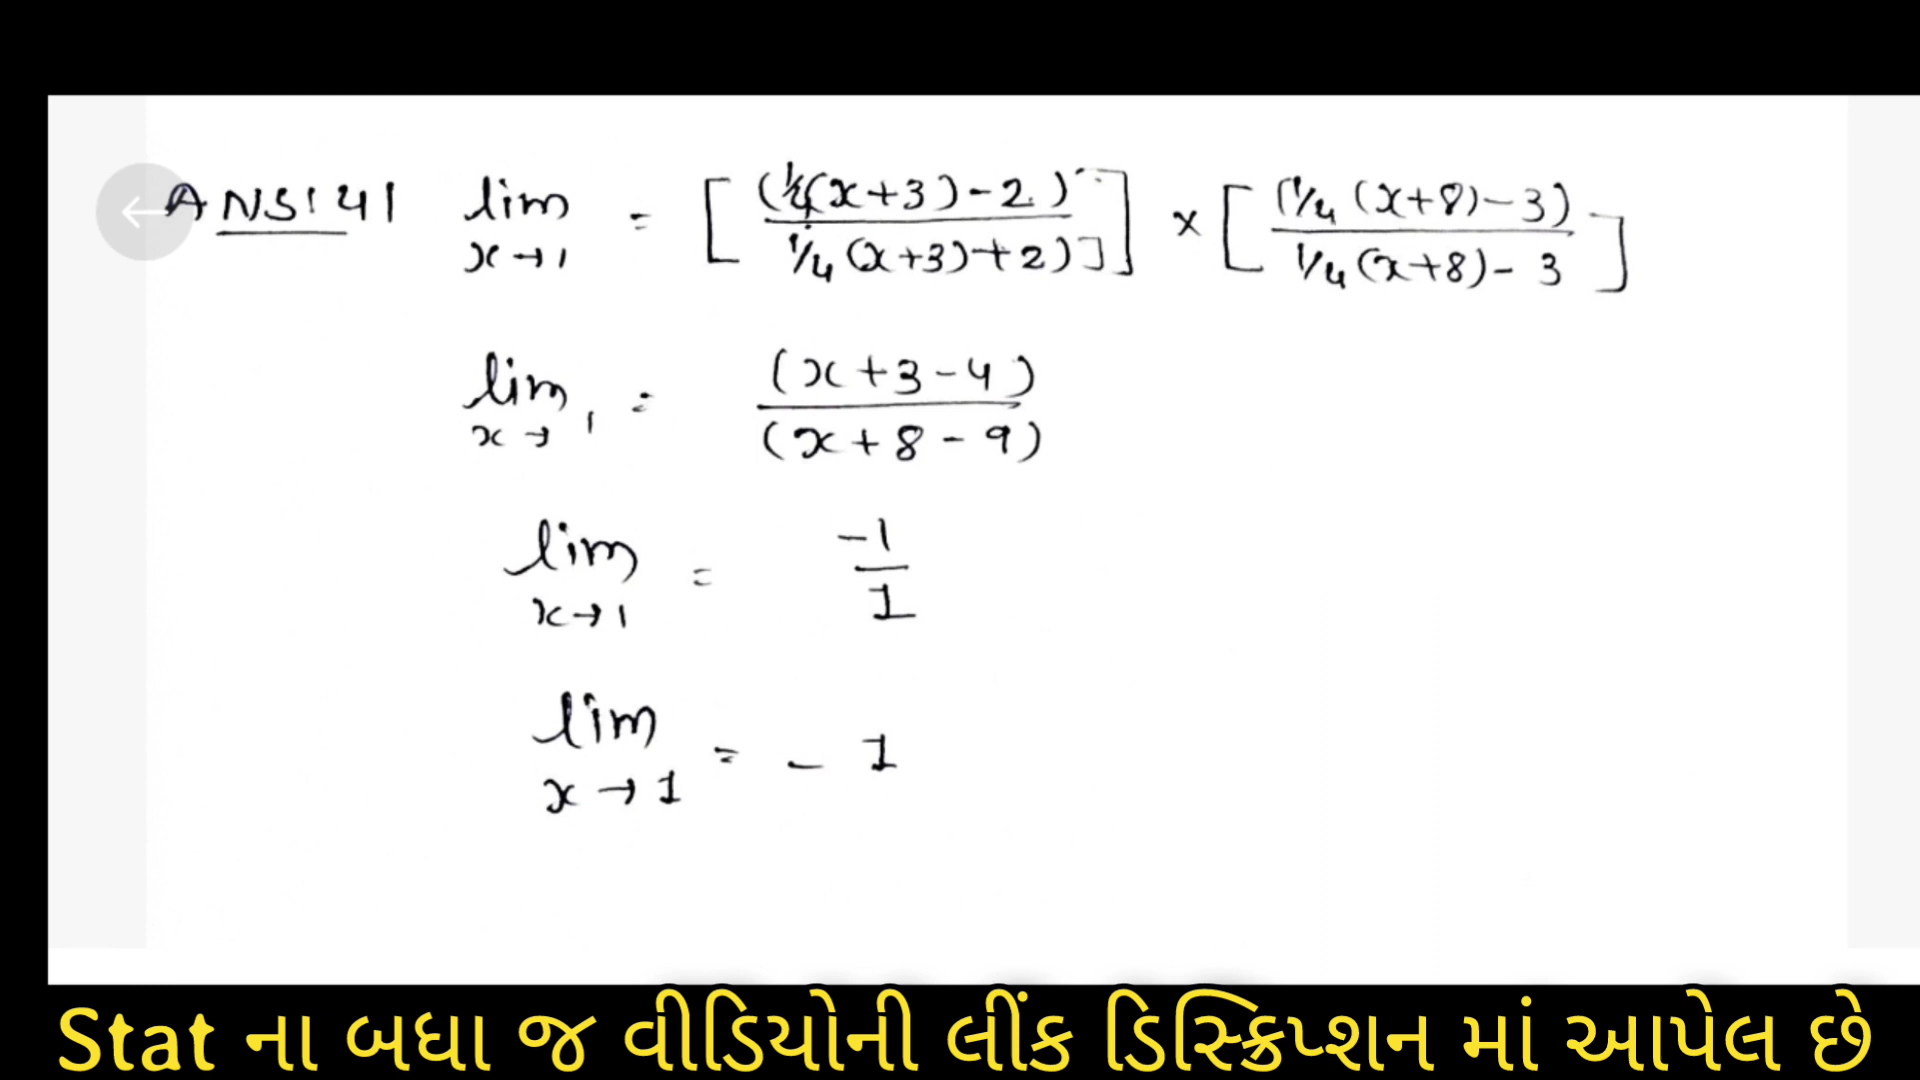 ANS:41 lim x→1 = [ (1/4(x+3)-2) / 1/4(x+3)+2)] ] × [ (1/4(x+8)-3) / 1/4(x+8)-3 ]
lim x→1 = (x+3-4) / (x+8-9)
lim x→1 = -1/1
lim x→1 = - 1
Stat ના બધા જ વીડિયોની લીંક ડિસ્ક્રિપ્શન માં આપેલ છે